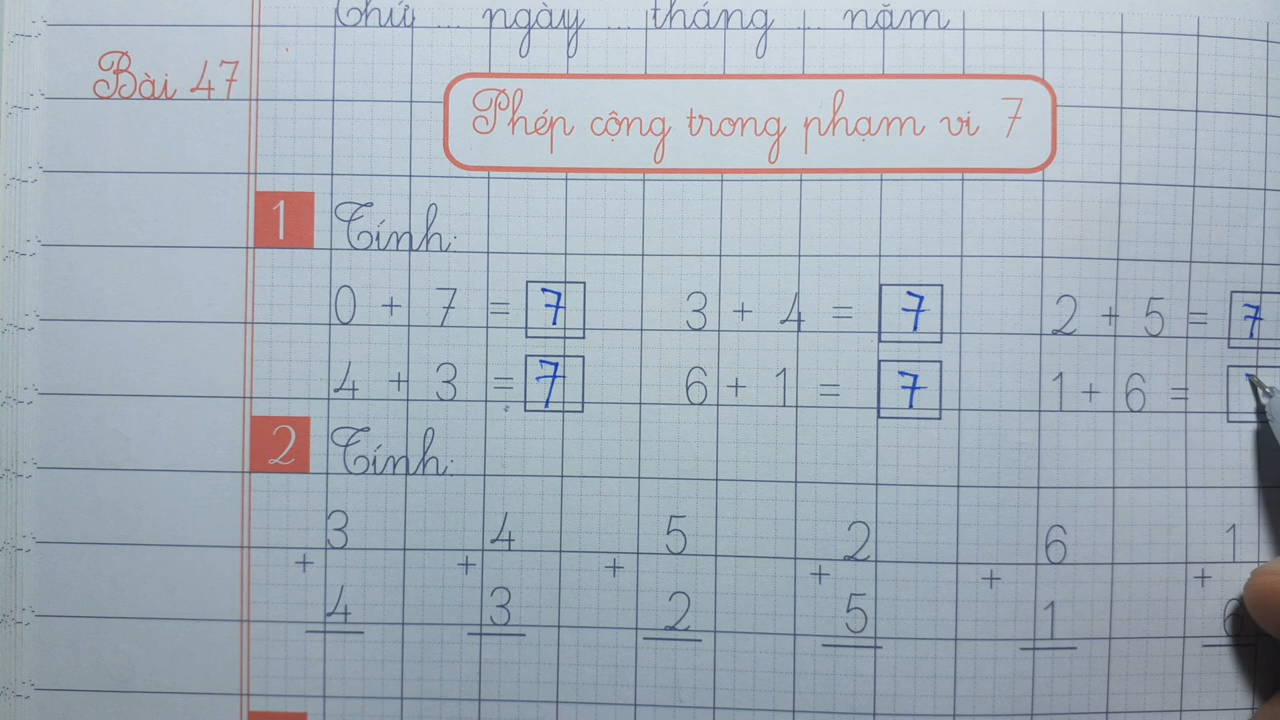 Thứ ... ngày ... tháng ... năm
Bài 47
Phép cộng trong phạm vi 7
1 Tính:
0 + 7 = 7 3 + 4 = 7 2 + 5 = 7
4 + 3 = 7 6 + 1 = 7 1 + 6 =
2 Tính:
3 4 5 2 6 1
+ + + + + +
4 3 2 5 1 6